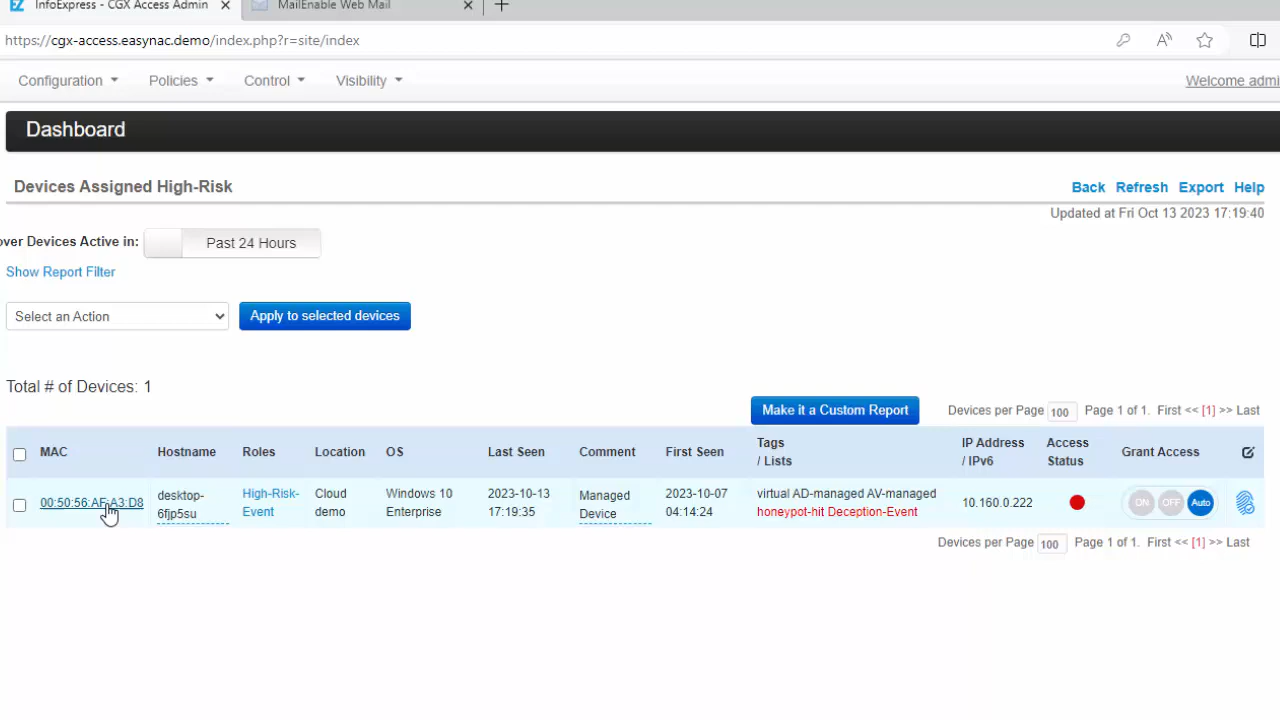 InfoExpress - CGX Access Admin
MailEnable Web Mail
https://cgx-access.easynac.demo/index.php?r=site/index
Configuration Policies Control Visibility
Welcome admi
Dashboard
Devices Assigned High-Risk
Back Refresh Export Help
Updated at Fri Oct 13 2023 17:19:40
over Devices Active in: Past 24 Hours
Show Report Filter
Select an Action Apply to selected devices
Total # of Devices: 1
Make it a Custom Report Devices per Page 100 Page 1 of 1. First << [1] >> Last
MAC Hostname Roles Location OS Last Seen Comment First Seen Tags / Lists IP Address / IPv6 Access Status Grant Access
00:50:56:AF:A3:D8 desktop-6fjp5su High-Risk-Event Cloud demo Windows 10 Enterprise 2023-10-13 17:19:35 Managed Device 2023-10-07 04:14:24 virtual AD-managed AV-managed honeypot-hit Deception-Event 10.160.0.222 ON OFF Auto
Devices per Page 100 Page 1 of 1. First << [1] >> Last